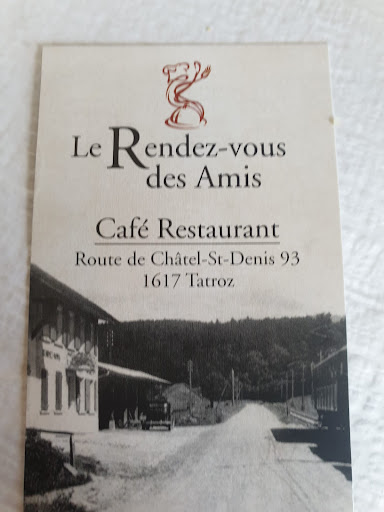 Le Rendez-vous
des Amis
Café Restaurant
Route de Châtel-St-Denis 93
1617 Tatroz